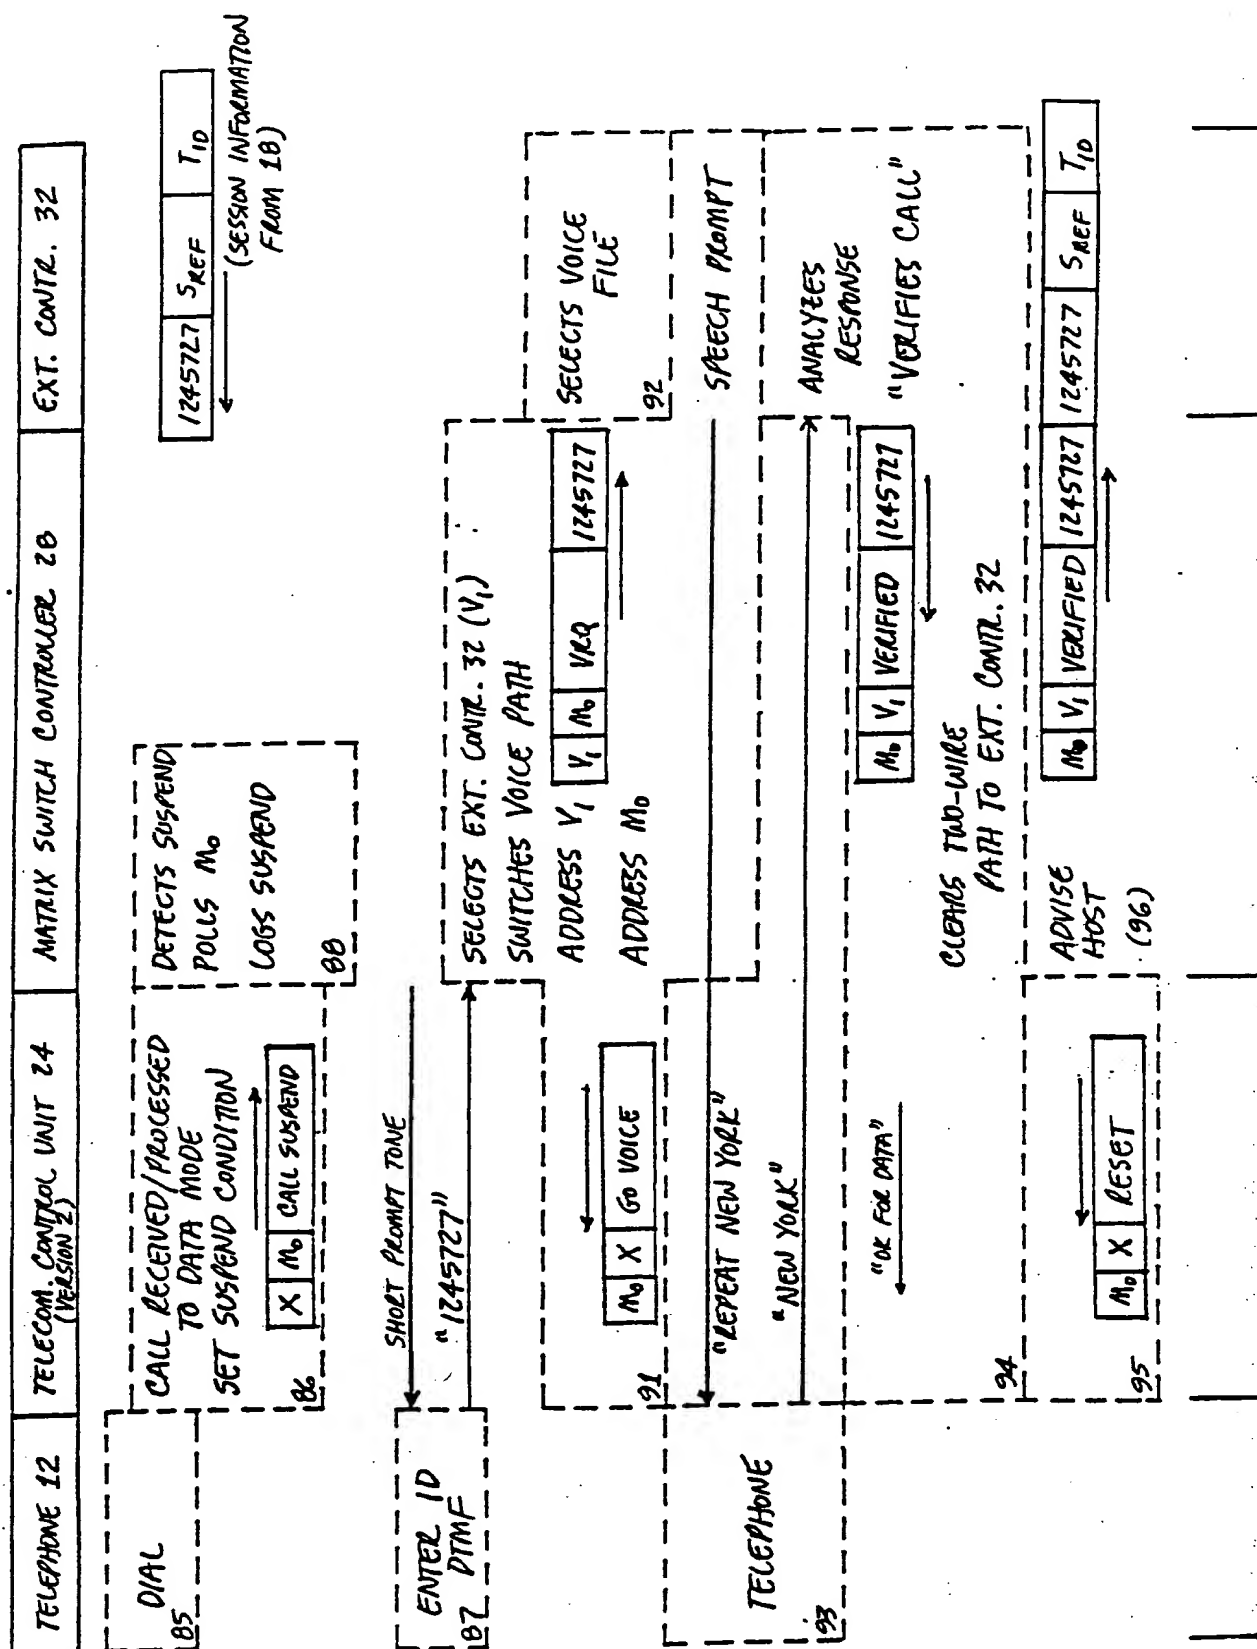 TELEPHONE 12
TELECOM. CONTROL UNIT 24
(VERSION 2)
MATRIX SWITCH CONTROLLER 28
EXT. CONTR. 32
DIAL
85
CALL RECEIVED/PROCESSED
TO DATA MODE
SET SUSPEND CONDITION
X M₀ CALL SUSPEND
86
DETECTS SUSPEND
POLLS M₀
LOGS SUSPEND
88
1245727 SREF TID
(SESSION INFORMATION
FROM 18)
SHORT PROMPT TONE
ENTER ID
DTMF
87
"1245727"
SELECTS EXT. CONTR. 32 (V₁)
SWITCHES VOICE PATH
ADDRESS V₁
V₁ M₀ VRQ 1245727
ADDRESS M₀
SELECTS VOICE
FILE
92
M₀ X GO VOICE
91
SPEECH PROMPT
"REPEAT NEW YORK"
TELEPHONE
93
"NEW YORK"
ANALYZES
RESPONSE
"VERIFIES CALL"
M₀ V₁ VERIFIED 1245727
"OK FOR DATA"
CLEARS TWO-WIRE
PATH TO EXT. CONTR. 32
94
M₀ X RESET
95
ADVISE
HOST
(96)
M₀ V₁ VERIFIED 1245727 1245727 SREF TID